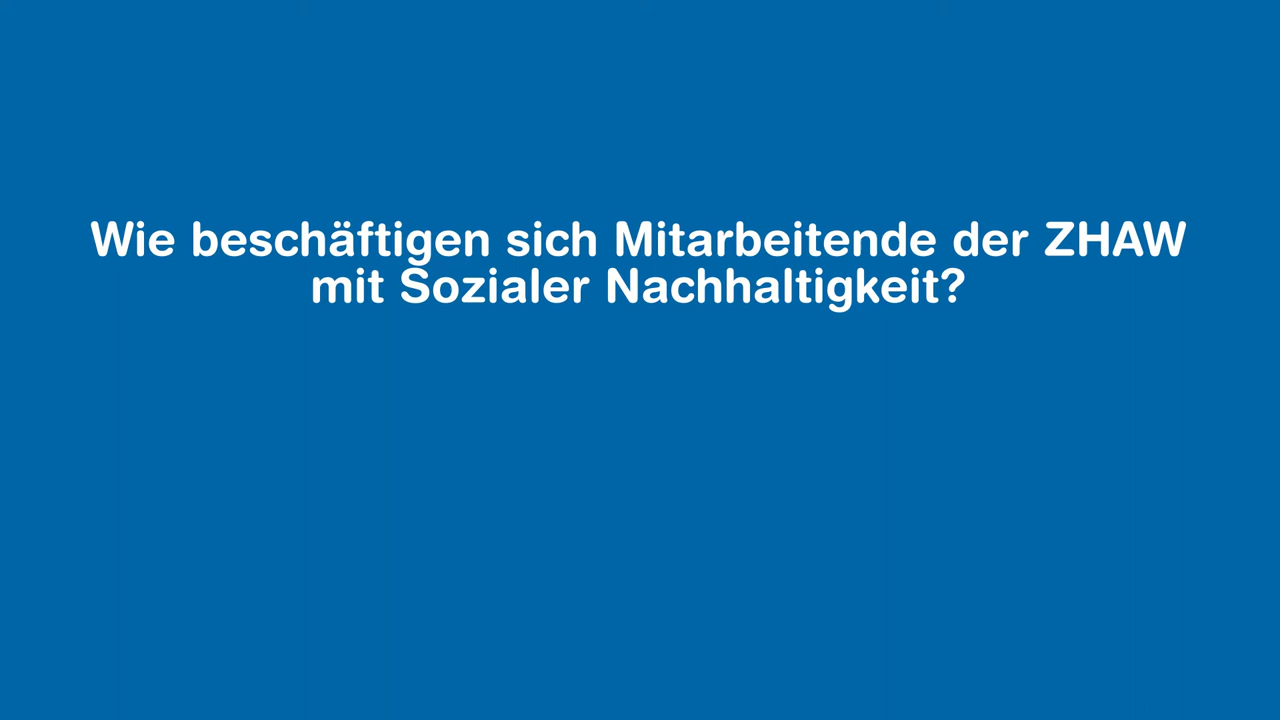 Wie beschäftigen sich Mitarbeitende der ZHAW
mit Sozialer Nachhaltigkeit?